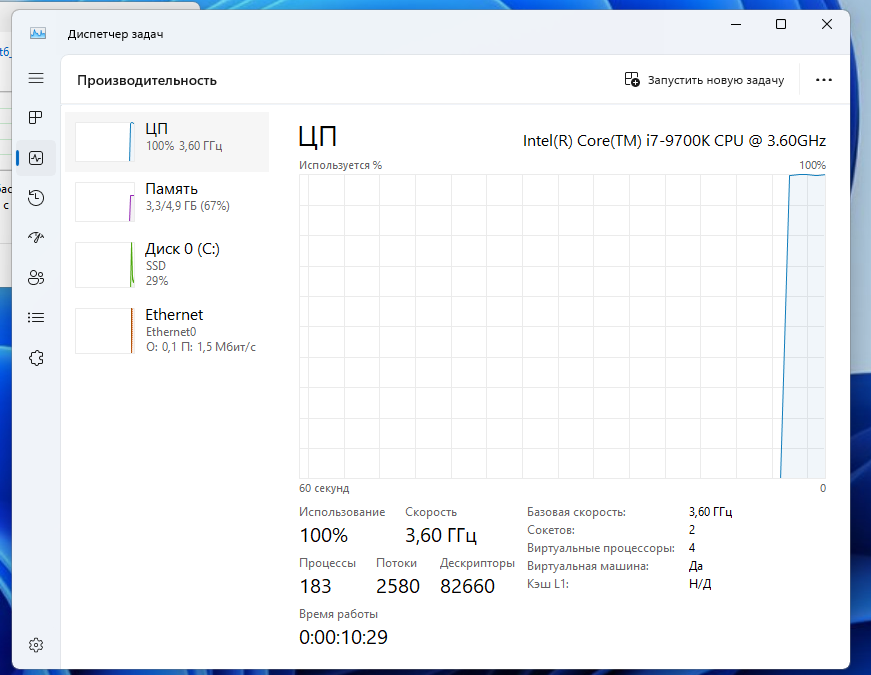 Диспетчер задач
Производительность
Запустить новую задачу
ЦП
100% 3,60 ГГц
Память
3,3/4,9 ГБ (67%)
Диск 0 (C:)
SSD
29%
Ethernet
Ethernet0
О: 0,1 П: 1,5 Мбит/с
ЦП
Intel(R) Core(TM) i7-9700K CPU @ 3.60GHz
Используется %
100%
60 секунд
0
Использование
100%
Скорость
3,60 ГГц
Процессы
183
Потоки
2580
Дескрипторы
82660
Время работы
0:00:10:29
Базовая скорость: 3,60 ГГц
Сокетов: 2
Виртуальные процессоры: 4
Виртуальная машина: Да
Кэш L1: Н/Д